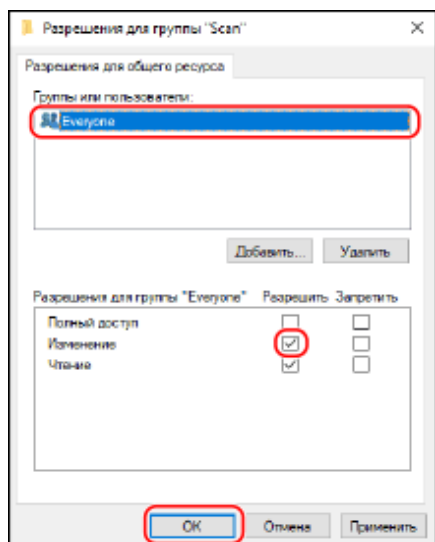 Разрешения для группы "Scan"
Разрешения для общего ресурса
Группы или пользователи:
Everyone
Добавить... Удалить
Разрешения для группы "Everyone" Разрешить Запретить
Полный доступ
Изменение
Чтение
OK Отмена Применить